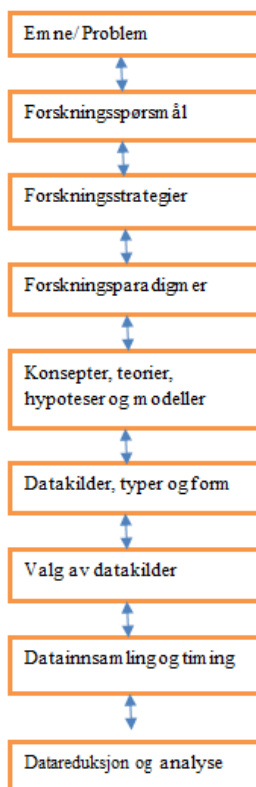 Emne/Problem
Forskningsspørsmål
Forskningsstrategier
Forskningsparadigmer
Konsepter, teorier,
hypoteser og modeller
Datakilder, typer og form
Valg av datakilder
Datainnsamling og timing
Datareduksjon og analyse